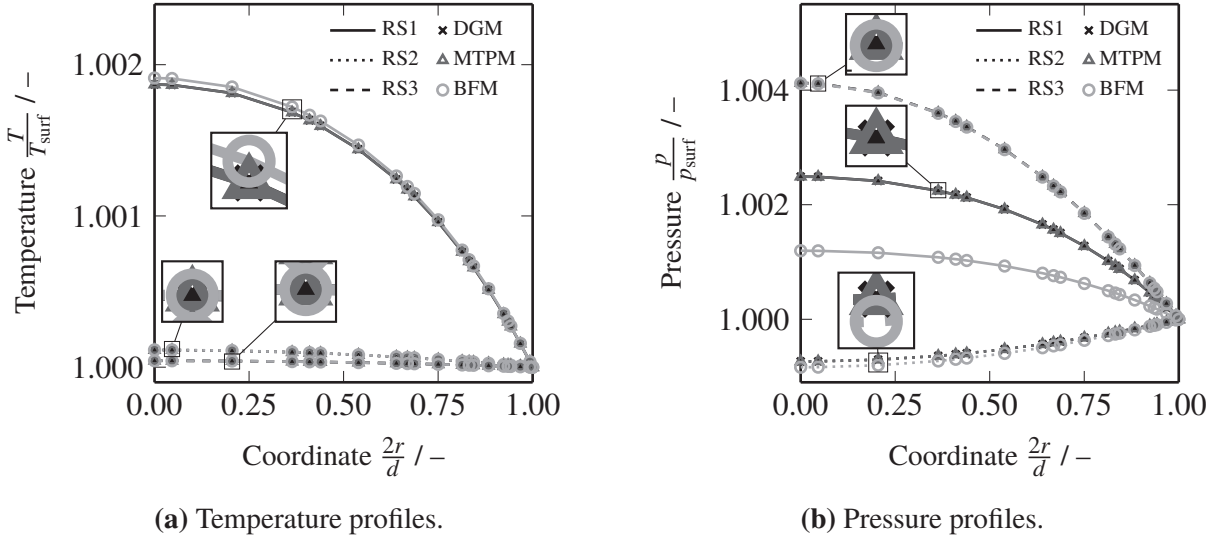 RS1 DGM
RS2 MTPM
RS3 BFM
1.002
1.001
1.000
Temperature T/T_surf / –
0.00 0.25 0.50 0.75 1.00
Coordinate 2r/d / –
(a) Temperature profiles.
RS1 DGM
RS2 MTPM
RS3 BFM
1.004
1.002
1.000
Pressure p/p_surf / –
0.00 0.25 0.50 0.75 1.00
Coordinate 2r/d / –
(b) Pressure profiles.